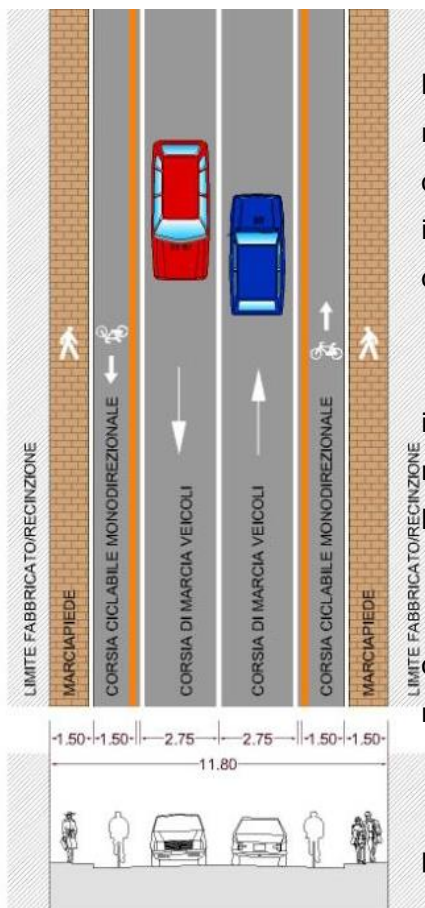 LIMITE FABBRICATO/RECINZIONE
MARCIAPIEDE
CORSIA CICLABILE MONODIREZIONALE
CORSIA DI MARCIA VEICOLI
CORSIA DI MARCIA VEICOLI
CORSIA CICLABILE MONODIREZIONALE
MARCIAPIEDE
LIMITE FABBRICATO/RECINZIONE
1.50 1.50 2.75 2.75 1.50 1.50
11.80